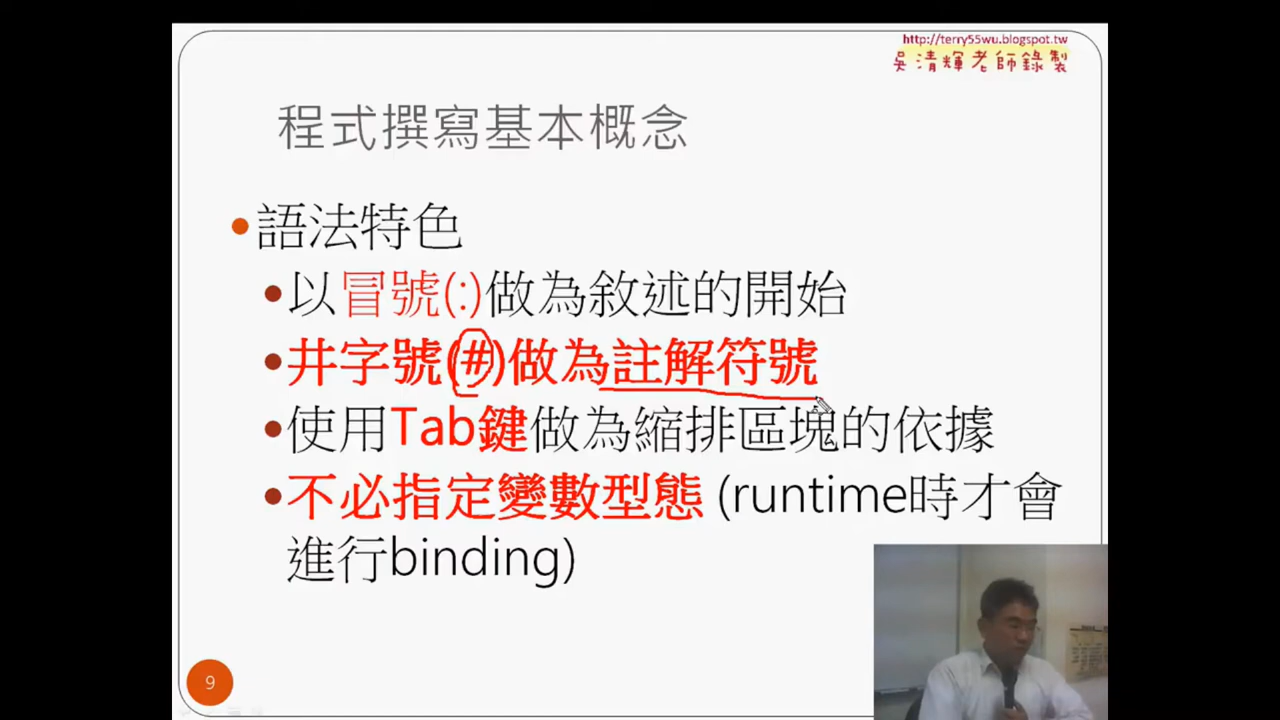 http://terry55wu.blogspot.tw
吳清輝老師錄製
程式撰寫基本概念
語法特色
以冒號(:)做為敘述的開始
井字號(#)做為註解符號
使用Tab鍵做為縮排區塊的依據
不必指定變數型態 (runtime時才會
進行binding)
9